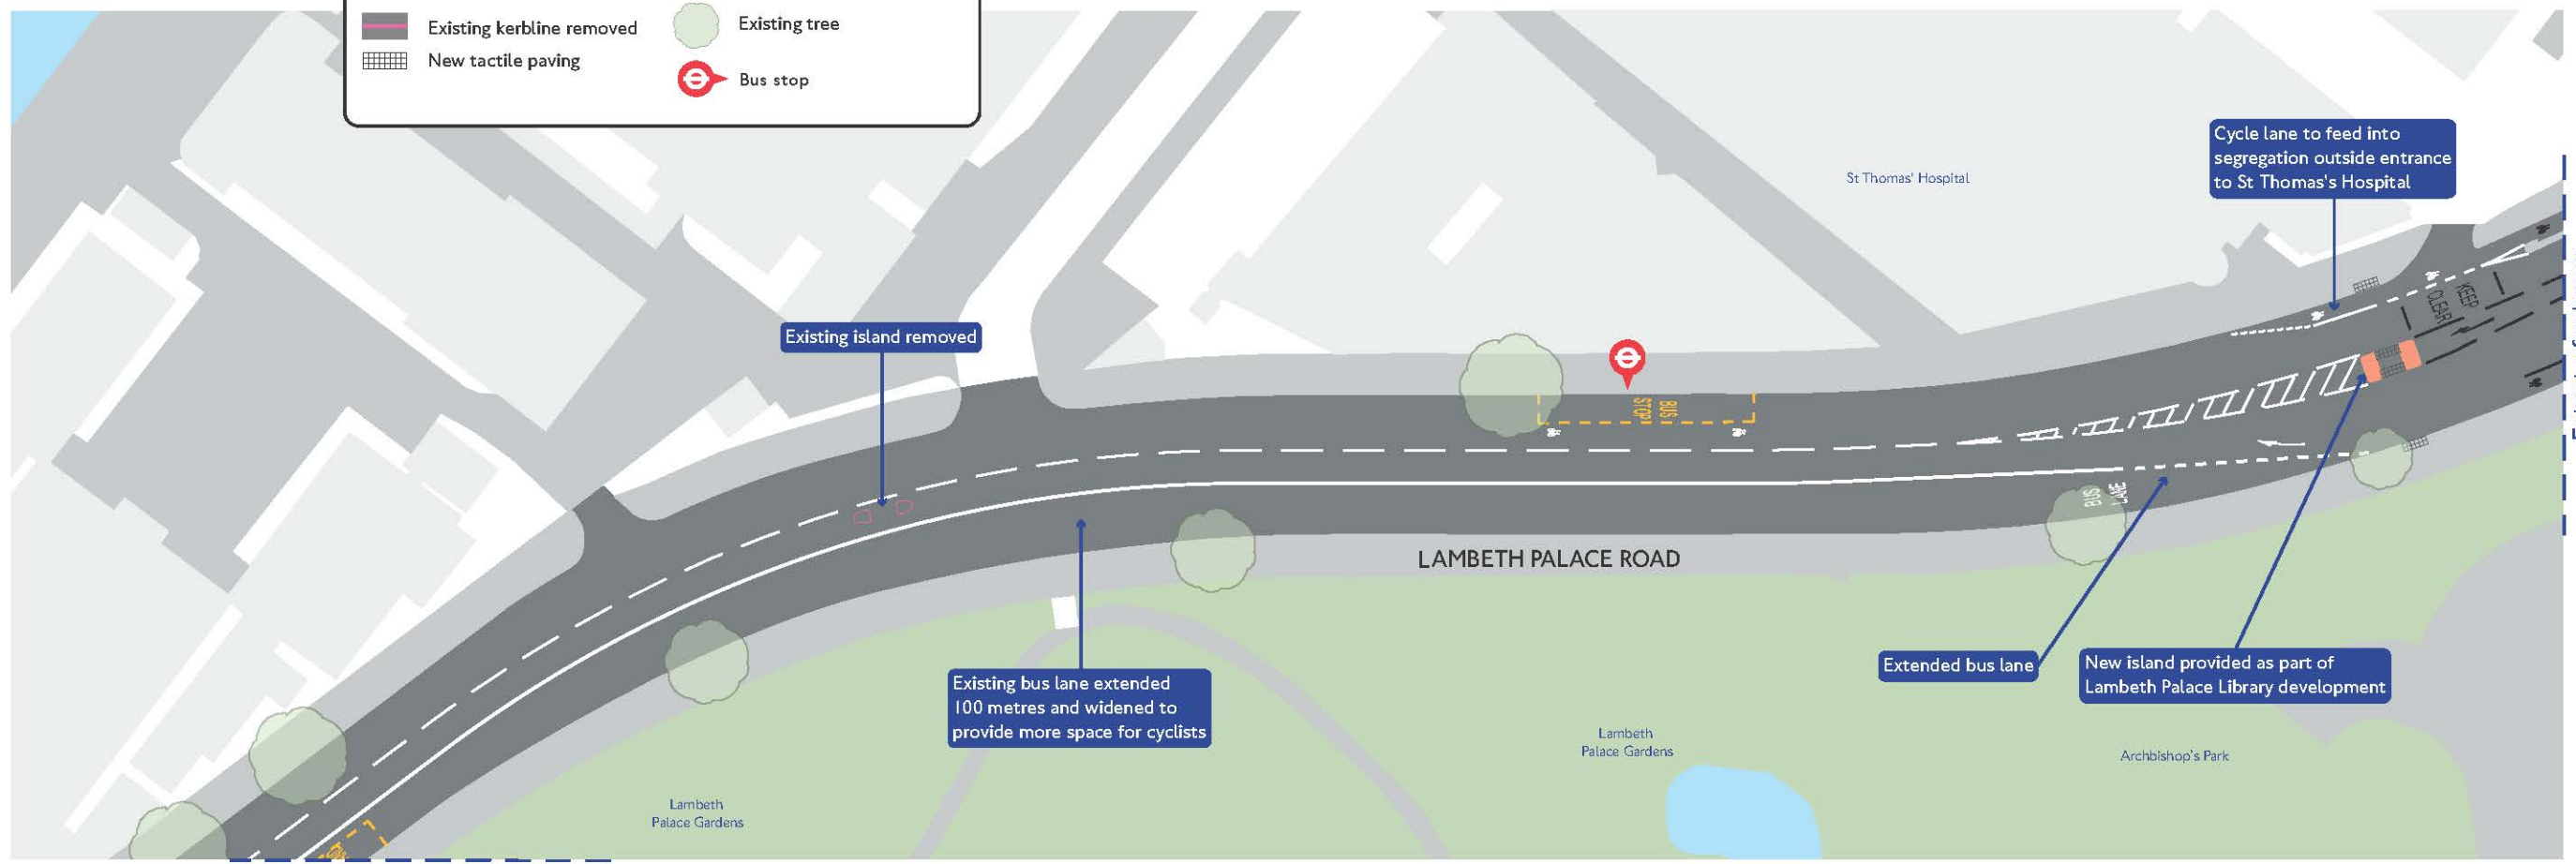 Existing kerbline removed
Existing tree
New tactile paving
Bus stop
Cycle lane to feed into
segregation outside entrance
to St Thomas's Hospital
St Thomas' Hospital
KEEP
CLEAR
Existing island removed
BUS
STOP
BUS
LANE
LAMBETH PALACE ROAD
Existing bus lane extended
100 metres and widened to
provide more space for cyclists
Extended bus lane
New island provided as part of
Lambeth Palace Library development
Lambeth
Palace Gardens
Archbishop's Park
Lambeth
Palace Gardens